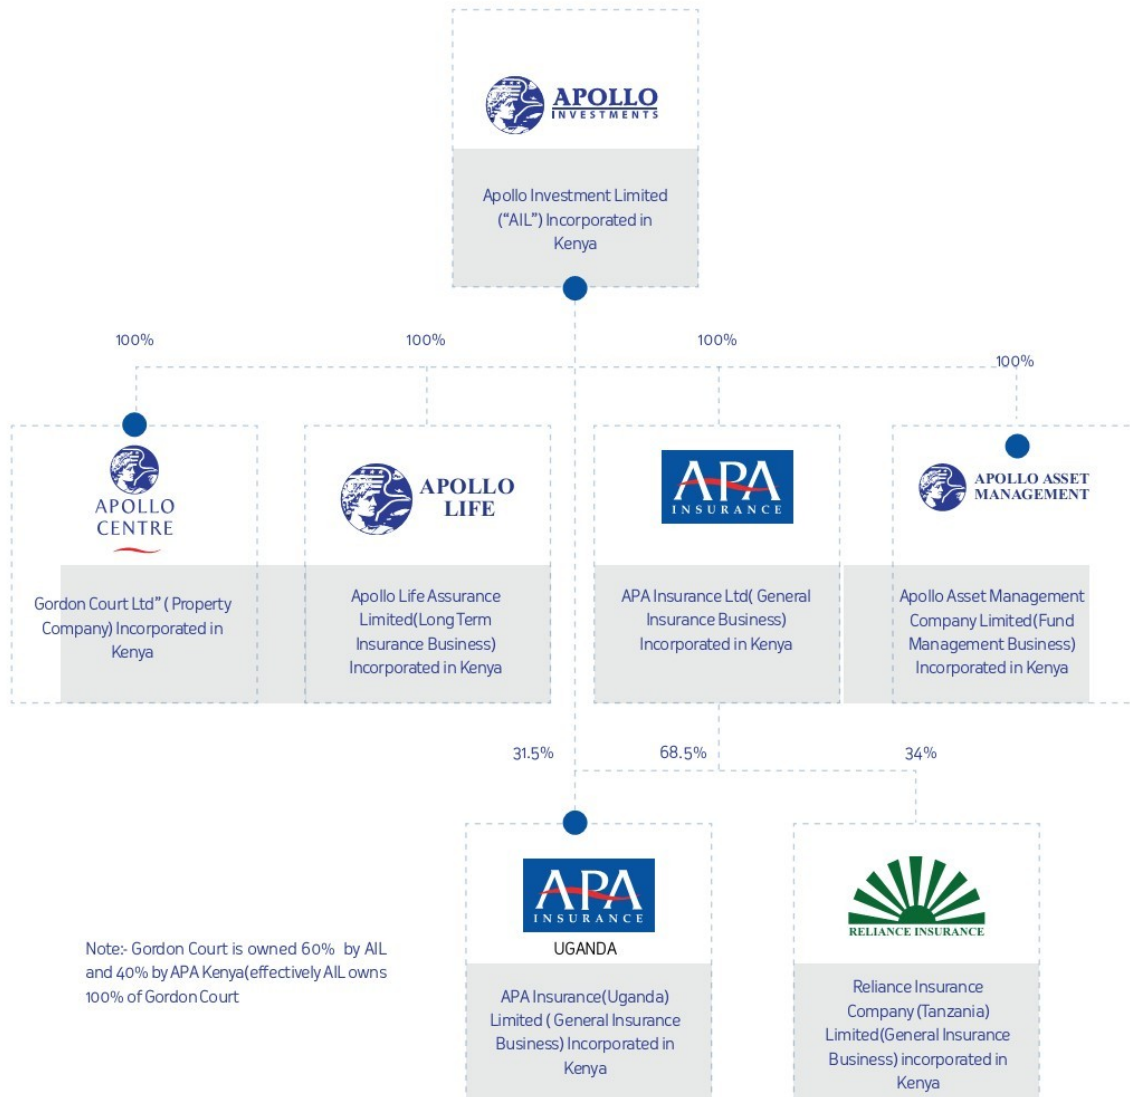 APOLLO
INVESTMENTS
Apollo Investment Limited
(“AIL”) Incorporated in
Kenya
100%
100%
100%
100%
APOLLO
CENTRE
Gordon Court Ltd” ( Property
Company) Incorporated in
Kenya
APOLLO
LIFE
Apollo Life Assurance
Limited(Long Term
Insurance Business)
Incorporated in Kenya
APA
INSURANCE
APA Insurance Ltd( General
Insurance Business)
Incorporated in Kenya
APOLLO ASSET
MANAGEMENT
Apollo Asset Management
Company Limited(Fund
Management Business)
Incorporated in Kenya
31.5%
68.5%
34%
APA
INSURANCE
UGANDA
APA Insurance(Uganda)
Limited ( General Insurance
Business) Incorporated in
Kenya
RELIANCE INSURANCE
Reliance Insurance
Company (Tanzania)
Limited(General Insurance
Business) incorporated in
Kenya
Note:- Gordon Court is owned 60% by AIL
and 40% by APA Kenya(effectively AIL owns
100% of Gordon Court